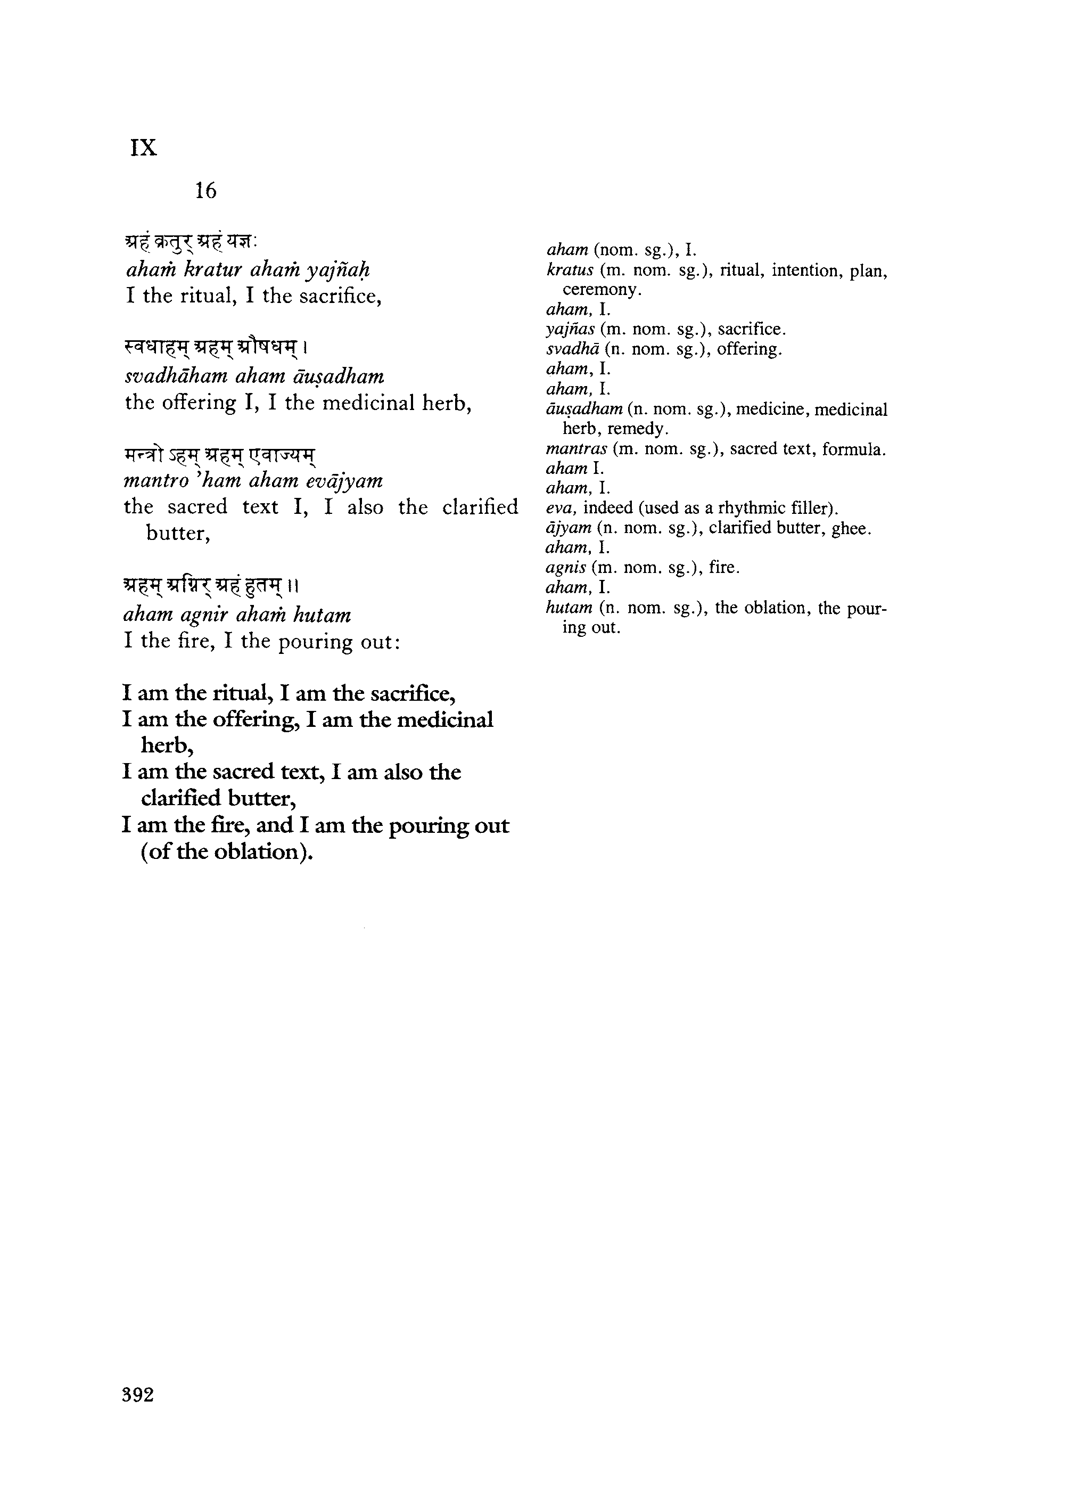 IX
16
अहं क्रतुर् अहं यज्ञः
ahaṁ kratur ahaṁ yajñaḥ
I the ritual, I the sacrifice,
स्वधाहम् अहम् औषधम् ।
svadhāham aham āuṣadham
the offering I, I the medicinal herb,
मन्त्रो ऽहम् अहम् एवाज्यम्
mantro ’ham aham evājyam
the sacred text I, I also the clarified
butter,
अहम् अग्निर् अहं हुतम् ॥
aham agnir ahaṁ hutam
I the fire, I the pouring out:
I am the ritual, I am the sacrifice,
I am the offering, I am the medicinal
herb,
I am the sacred text, I am also the
clarified butter,
I am the fire, and I am the pouring out
(of the oblation).
aham (nom. sg.), I.
kratus (m. nom. sg.), ritual, intention, plan,
ceremony.
aham, I.
yajñas (m. nom. sg.), sacrifice.
svadhā (n. nom. sg.), offering.
aham, I.
aham, I.
āuṣadham (n. nom. sg.), medicine, medicinal
herb, remedy.
mantras (m. nom. sg.), sacred text, formula.
aham I.
aham, I.
eva, indeed (used as a rhythmic filler).
ājyam (n. nom. sg.), clarified butter, ghee.
aham, I.
agnis (m. nom. sg.), fire.
aham, I.
hutam (n. nom. sg.), the oblation, the pour-
ing out.
392